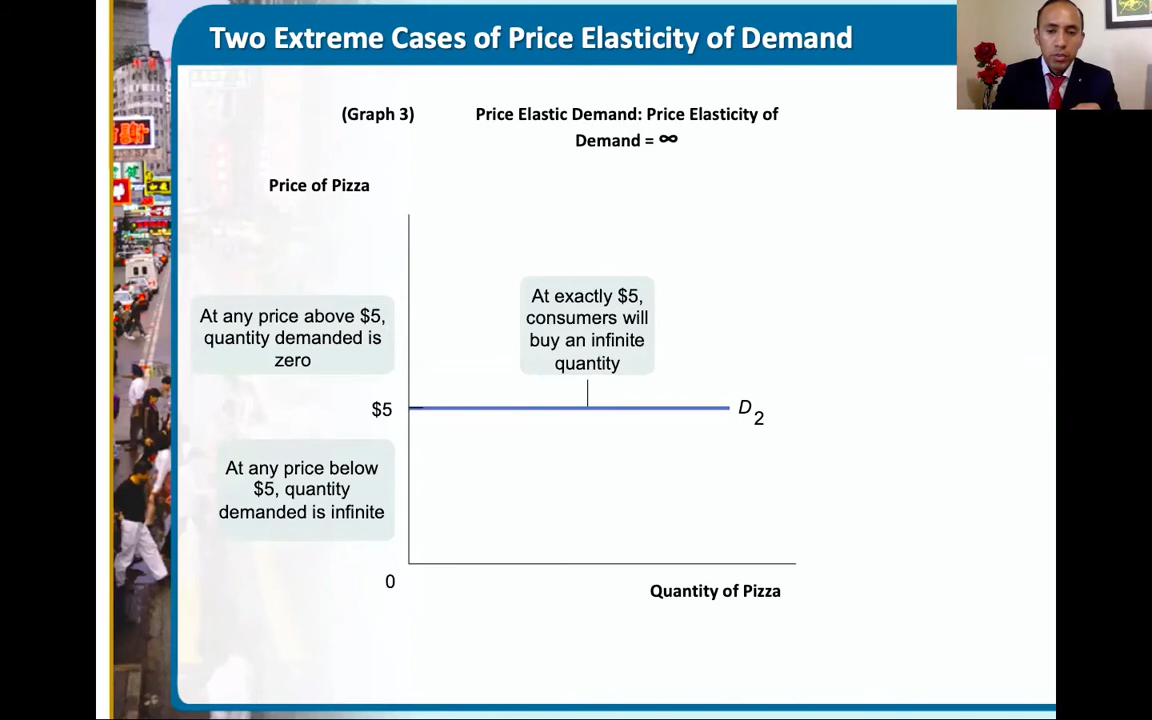 Two Extreme Cases of Price Elasticity of Demand
(Graph 3) Price Elastic Demand: Price Elasticity of
Demand = ∞
Price of Pizza
At any price above $5,
quantity demanded is
zero
At exactly $5,
consumers will
buy an infinite
quantity
$5
D2
At any price below
$5, quantity
demanded is infinite
0
Quantity of Pizza